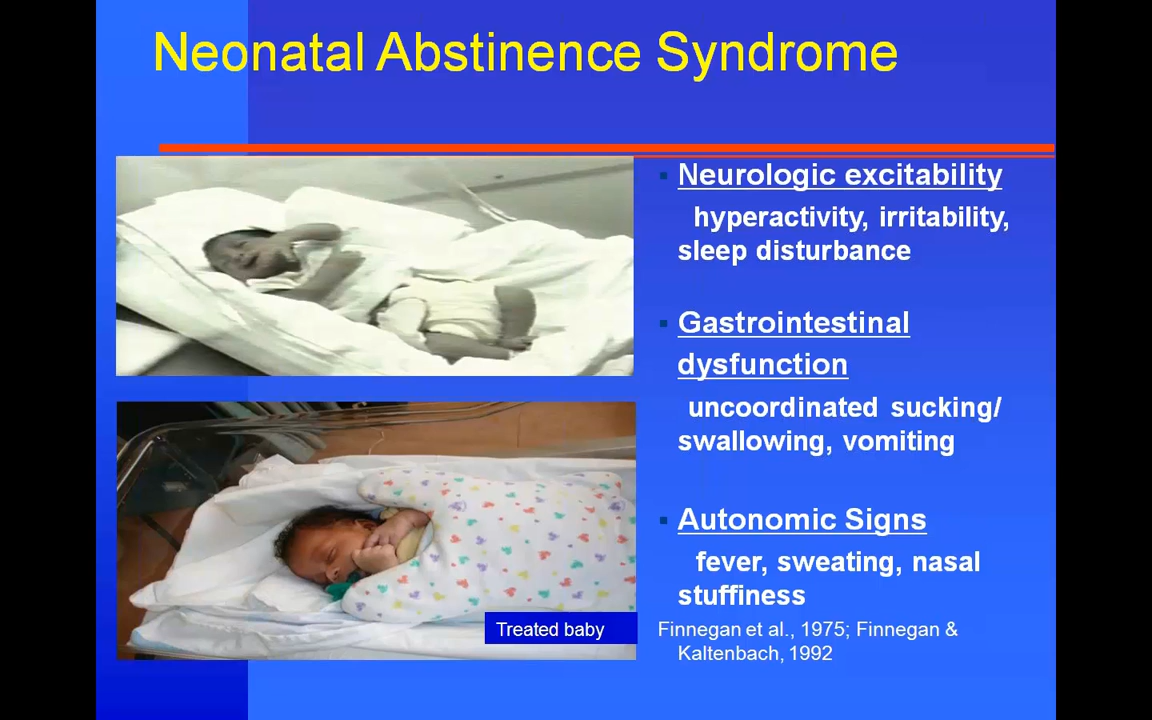 Neonatal Abstinence Syndrome
Neurologic excitability
hyperactivity, irritability,
sleep disturbance
Gastrointestinal
dysfunction
uncoordinated sucking/
swallowing, vomiting
Autonomic Signs
fever, sweating, nasal
stuffiness
Treated baby
Finnegan et al., 1975; Finnegan &
Kaltenbach, 1992